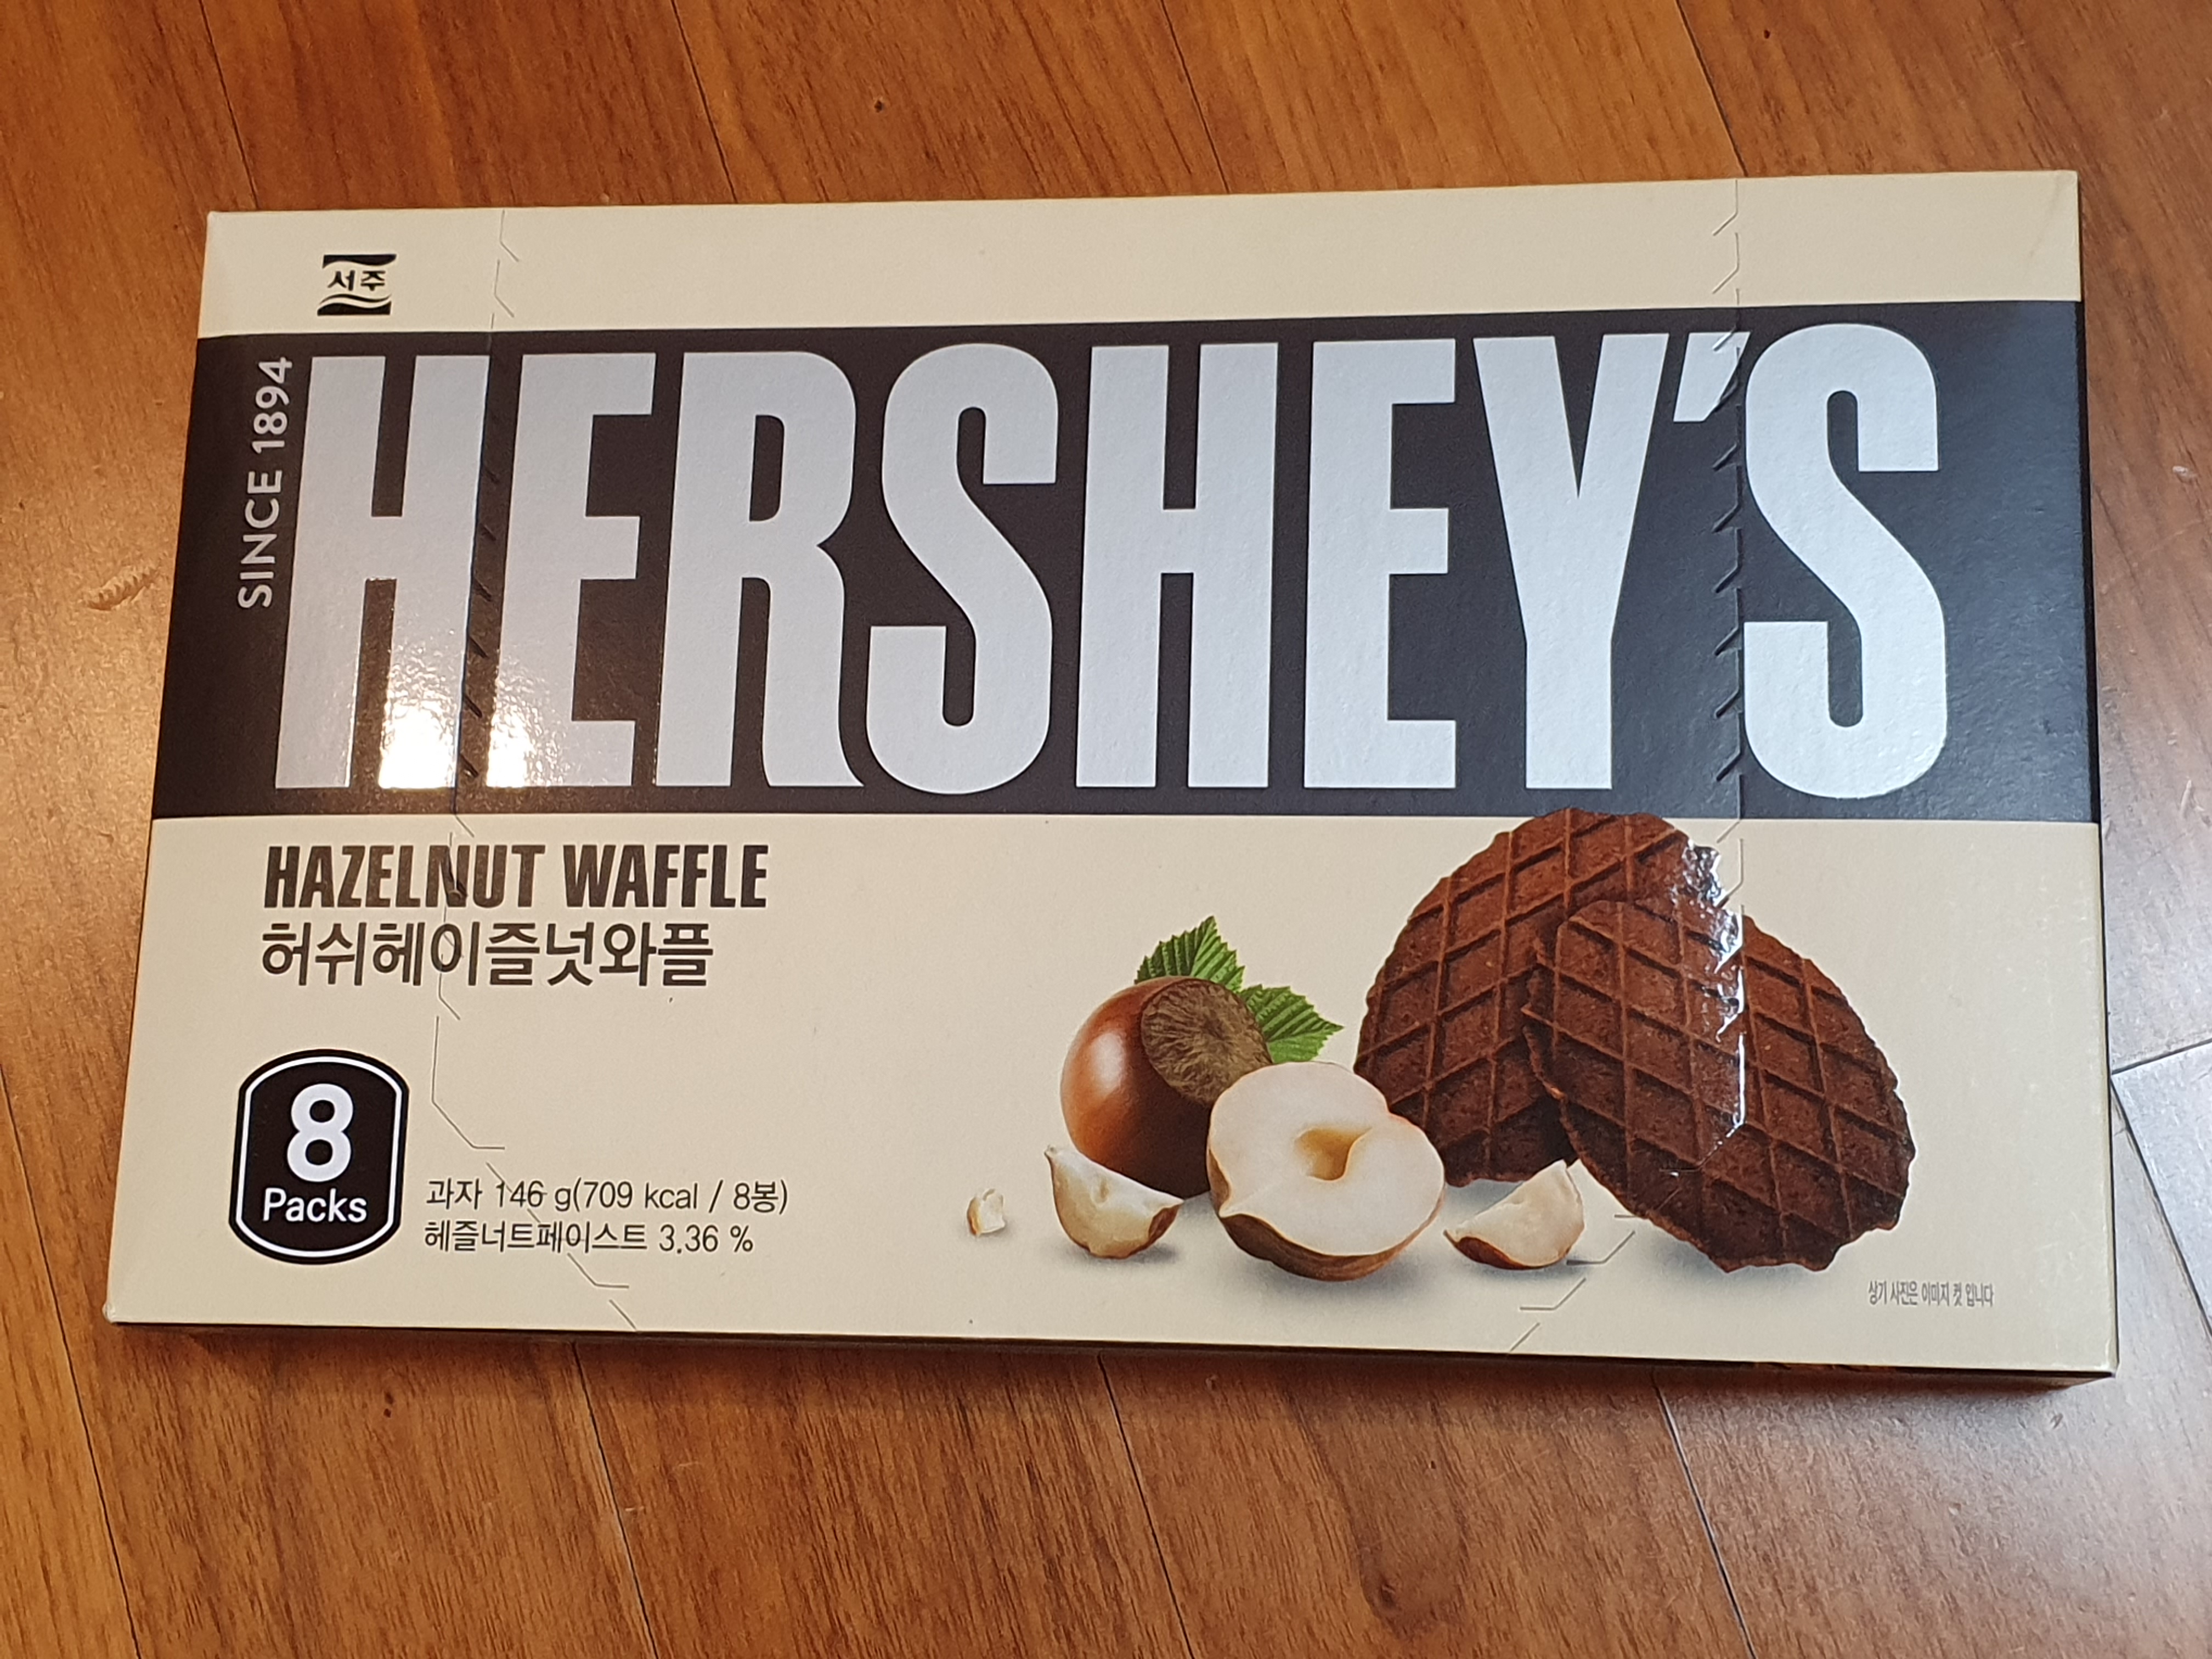 서주
SINCE 1894
HERSHEY'S
HAZELNUT WAFFLE
허쉬헤이즐넛와플
8
Packs
과자 146 g(709 kcal / 8봉)
헤즐너트페이스트 3.36 %
상기 사진은 이미지 컷 입니다